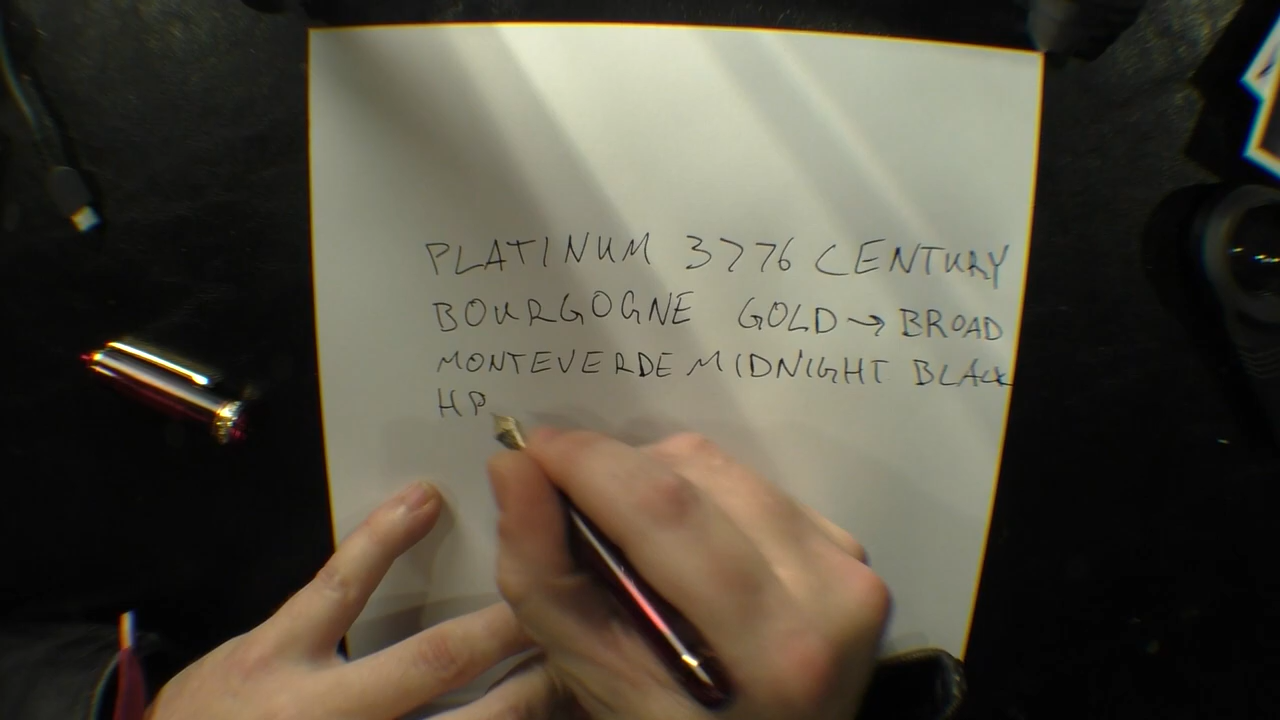 PLATINUM 3776 CENTURY
BOURGOGNE GOLD → BROAD
MONTEVERDE MIDNIGHT BLACK
HP